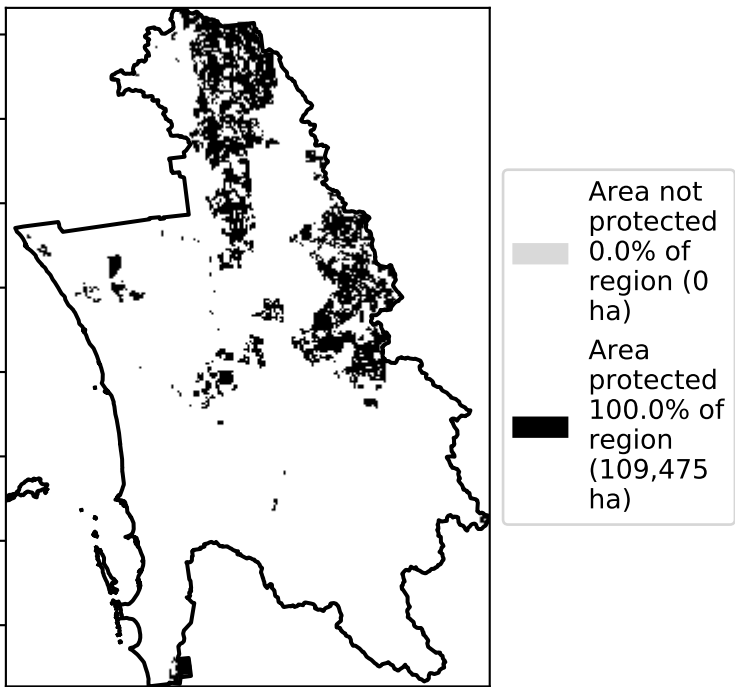 Area not
protected
0.0% of
region (0
ha)
Area
protected
100.0% of
region
(109,475
ha)